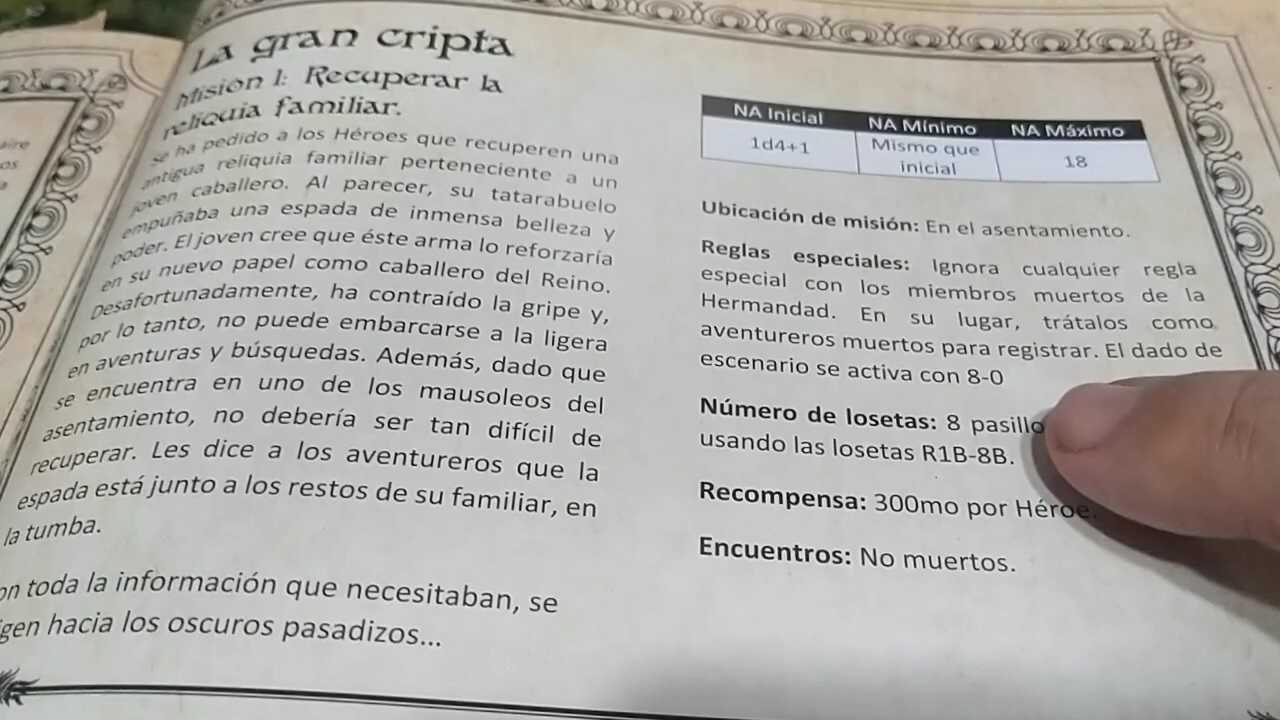 La gran cripta
Misión 1: Recuperar la
reliquia familiar.
se ha pedido a los Héroes que recuperen una
antigua reliquia familiar perteneciente a un
joven caballero. Al parecer, su tatarabuelo
empuñaba una espada de inmensa belleza y
poder. El joven cree que éste arma lo reforzaría
en su nuevo papel como caballero del Reino.
Desafortunadamente, ha contraído la gripe y,
por lo tanto, no puede embarcarse a la ligera
en aventuras y búsquedas. Además, dado que
se encuentra en uno de los mausoleos del
asentamiento, no debería ser tan difícil de
recuperar. Les dice a los aventureros que la
espada está junto a los restos de su familiar, en
la tumba.
on toda la información que necesitaban, se
igen hacia los oscuros pasadizos...
NA Inicial NA Mínimo NA Máximo
1d4+1 Mismo que 18
inicial
Ubicación de misión: En el asentamiento.
Reglas especiales: Ignora cualquier regla
especial con los miembros muertos de la
Hermandad. En su lugar, trátalos como
aventureros muertos para registrar. El dado de
escenario se activa con 8-0
Número de losetas: 8 pasillo
usando las losetas R1B-8B.
Recompensa: 300mo por Héroe.
Encuentros: No muertos.